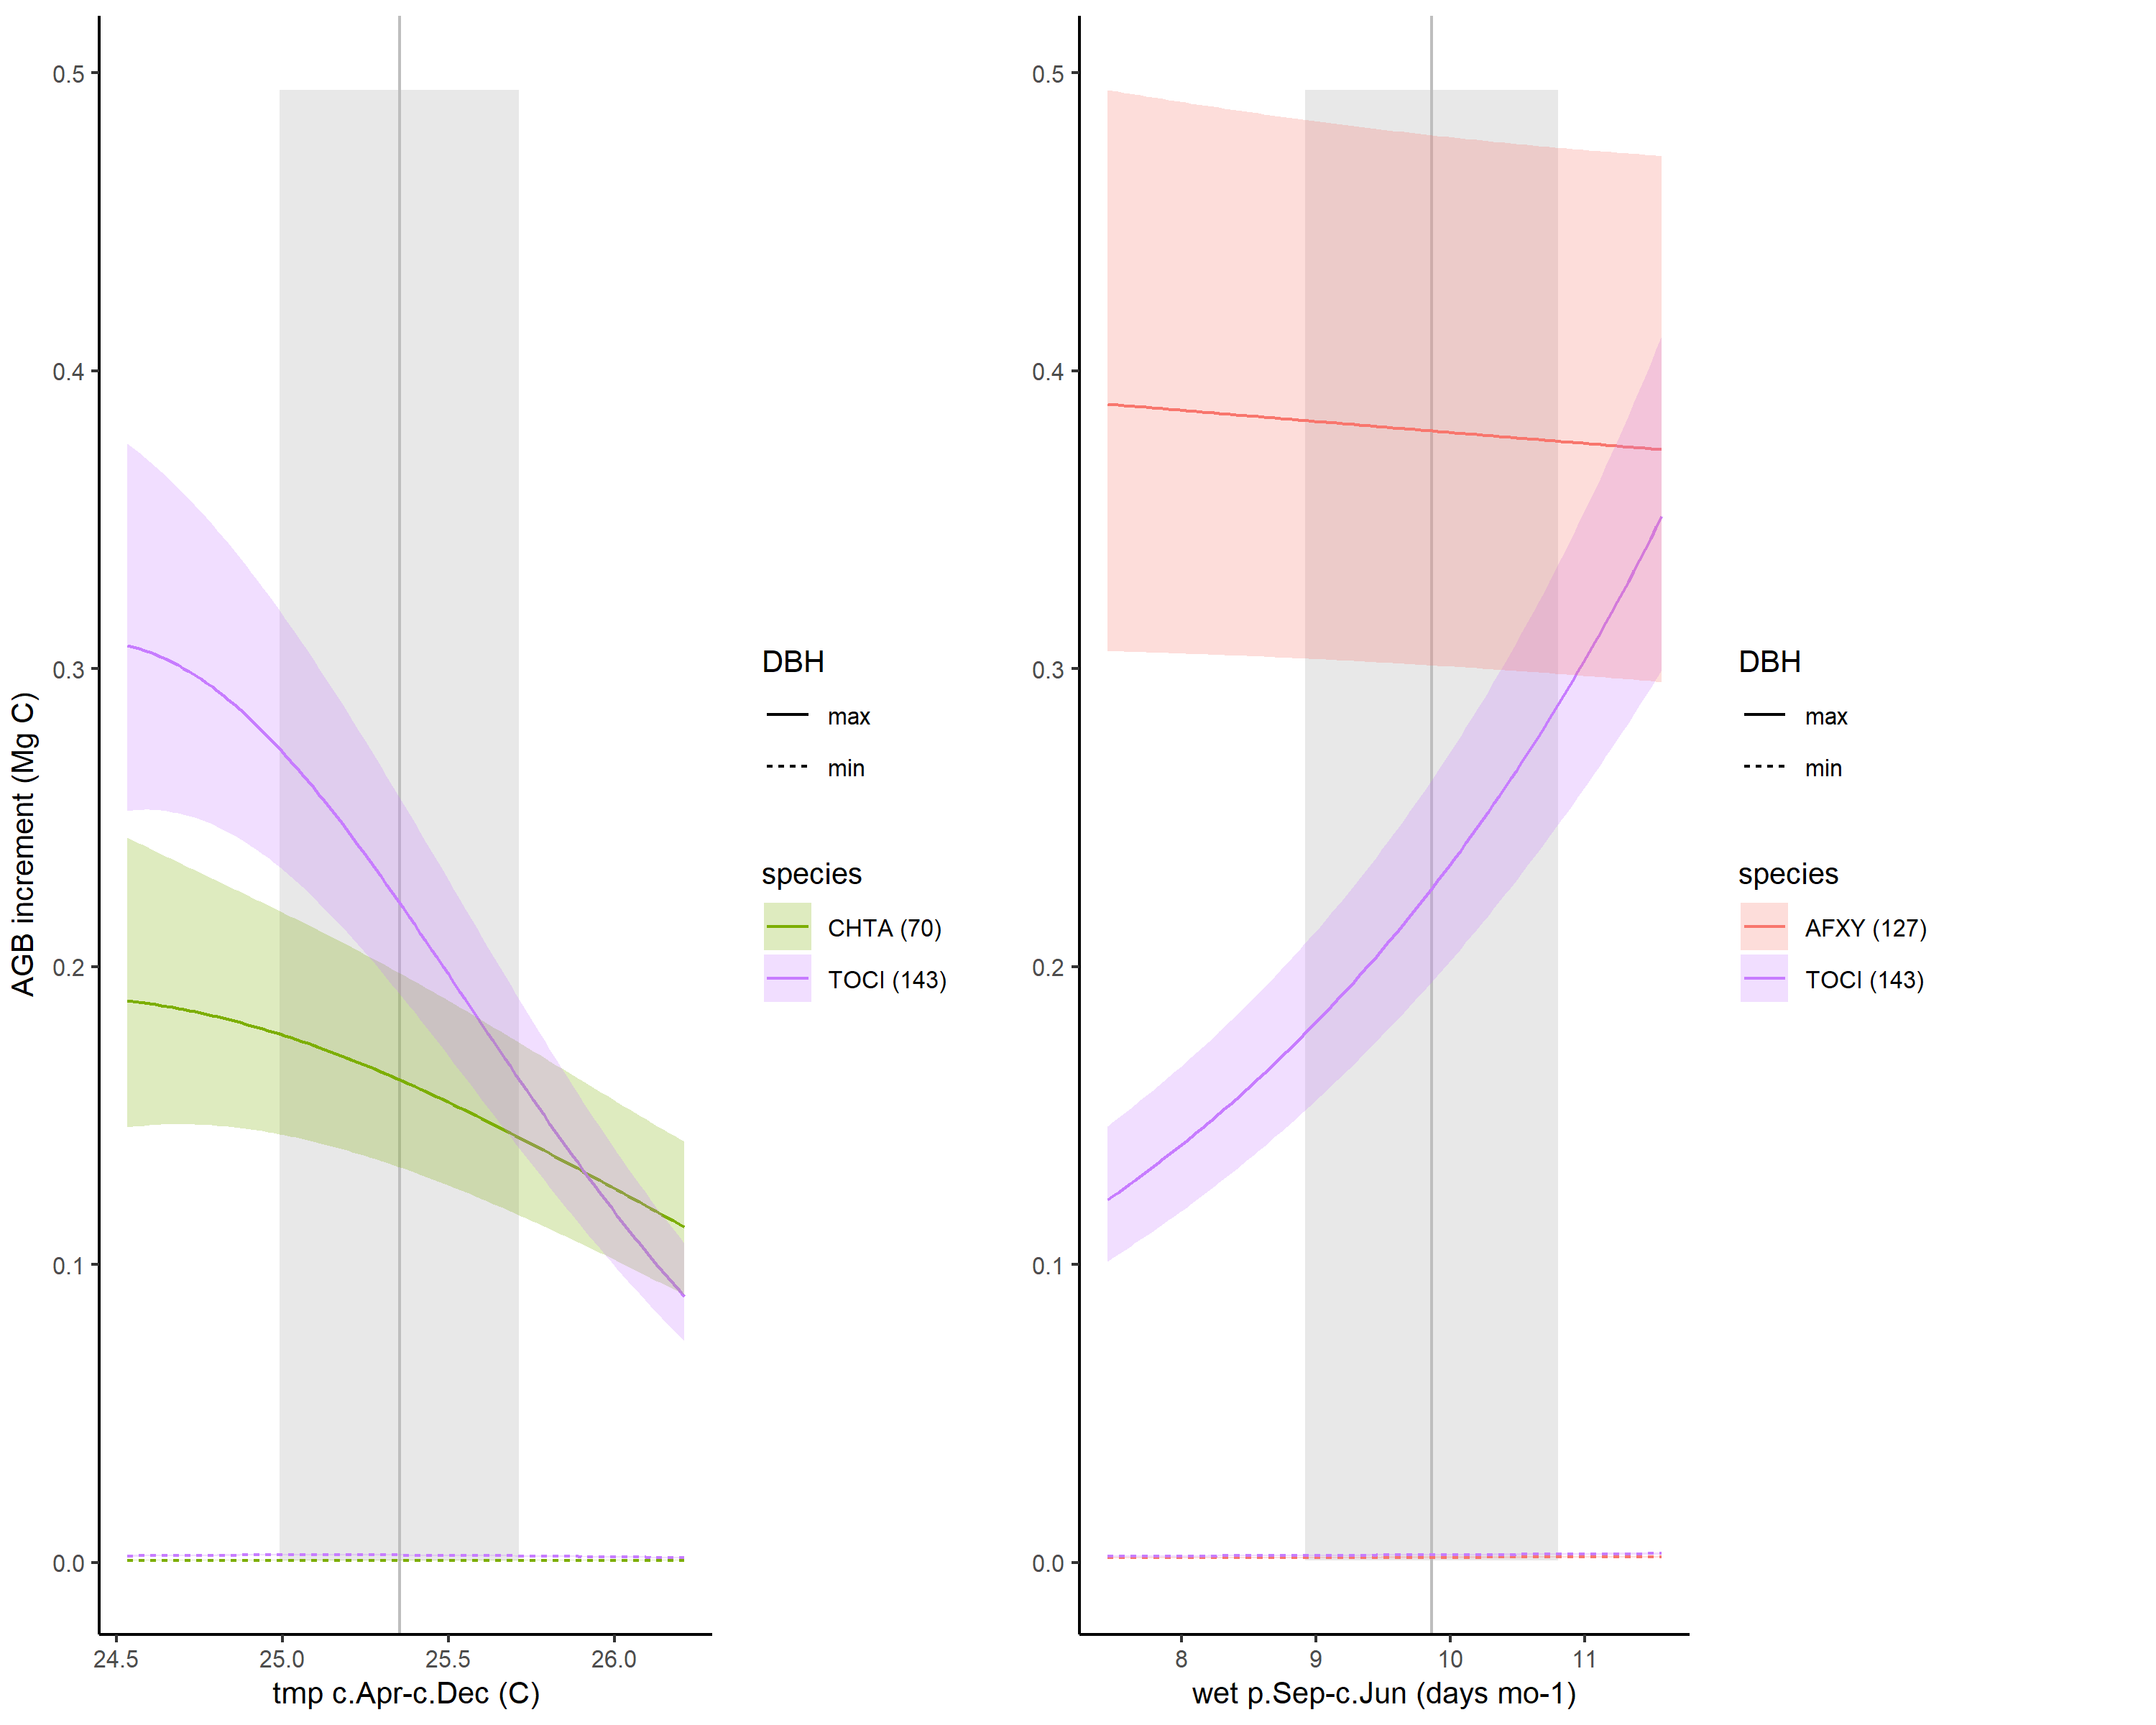 AGB increment (Mg C)
0.5
0.4
0.3
0.2
0.1
0.0
24.5 25.0 25.5 26.0
tmp c.Apr-c.Dec (C)
DBH
max
min
species
CHTA (70)
TOCI (143)
0.5
0.4
0.3
0.2
0.1
0.0
8 9 10 11
wet p.Sep-c.Jun (days mo-1)
DBH
max
min
species
AFXY (127)
TOCI (143)